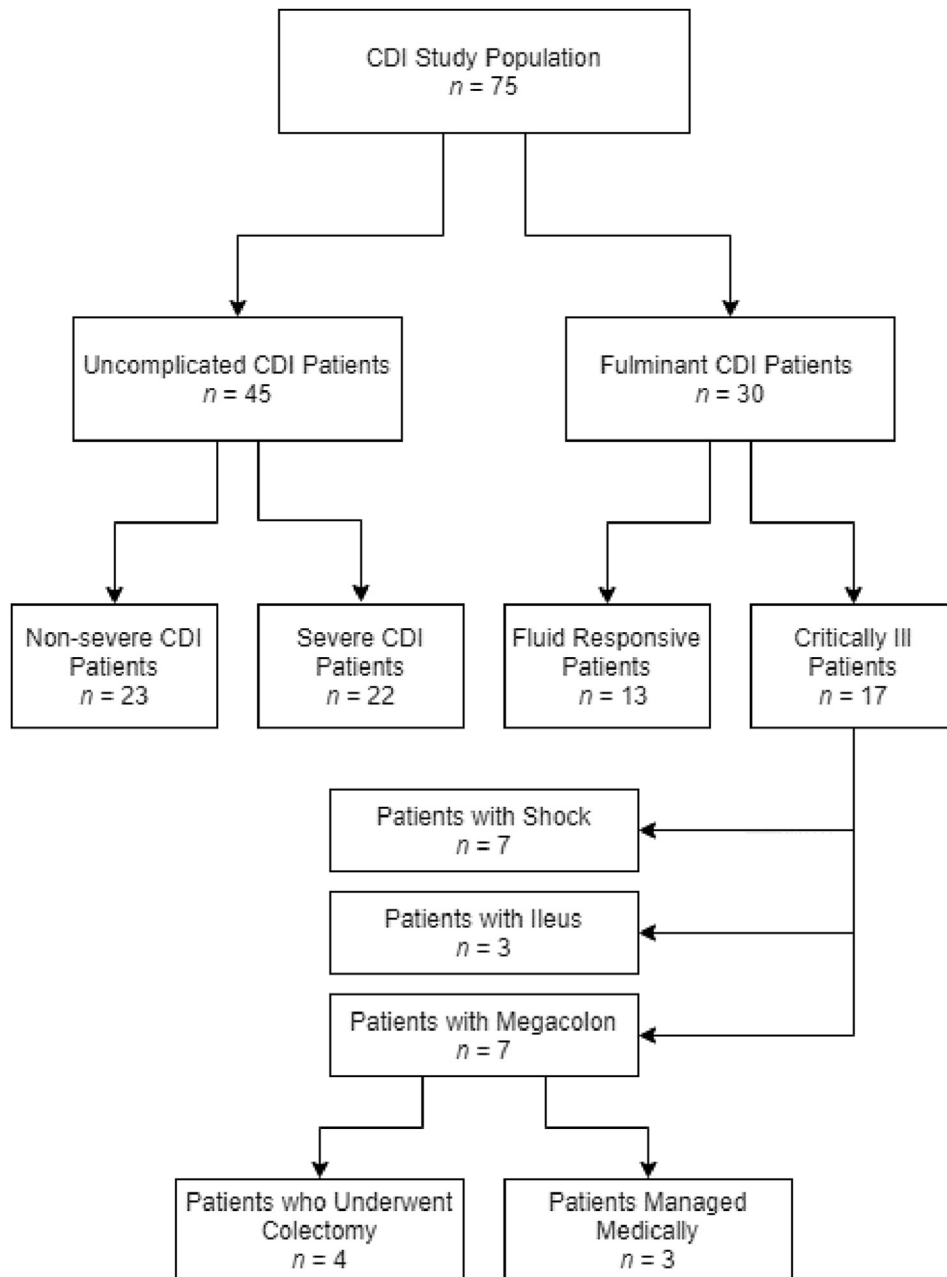 CDI Study Population
n = 75
Uncomplicated CDI Patients
n = 45
Fulminant CDI Patients
n = 30
Non-severe CDI
Patients
n = 23
Severe CDI
Patients
n = 22
Fluid Responsive
Patients
n = 13
Critically Ill
Patients
n = 17
Patients with Shock
n = 7
Patients with Ileus
n = 3
Patients with Megacolon
n = 7
Patients who Underwent
Colectomy
n = 4
Patients Managed
Medically
n = 3